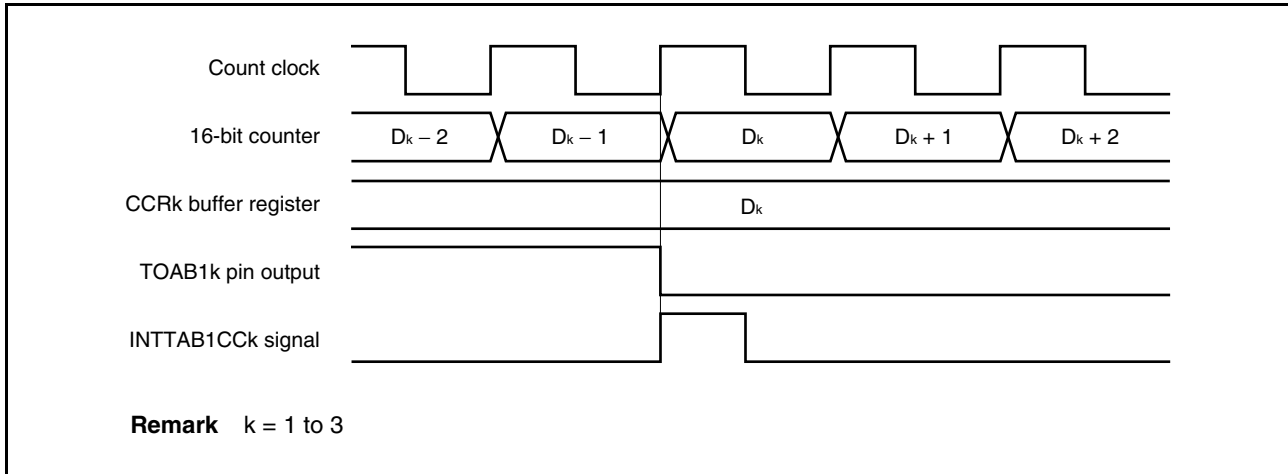 Count clock
16-bit counter
Dk − 2 Dk − 1 Dk Dk + 1 Dk + 2
CCRk buffer register
Dk
TOAB1k pin output
INTTAB1CCk signal
Remark k = 1 to 3